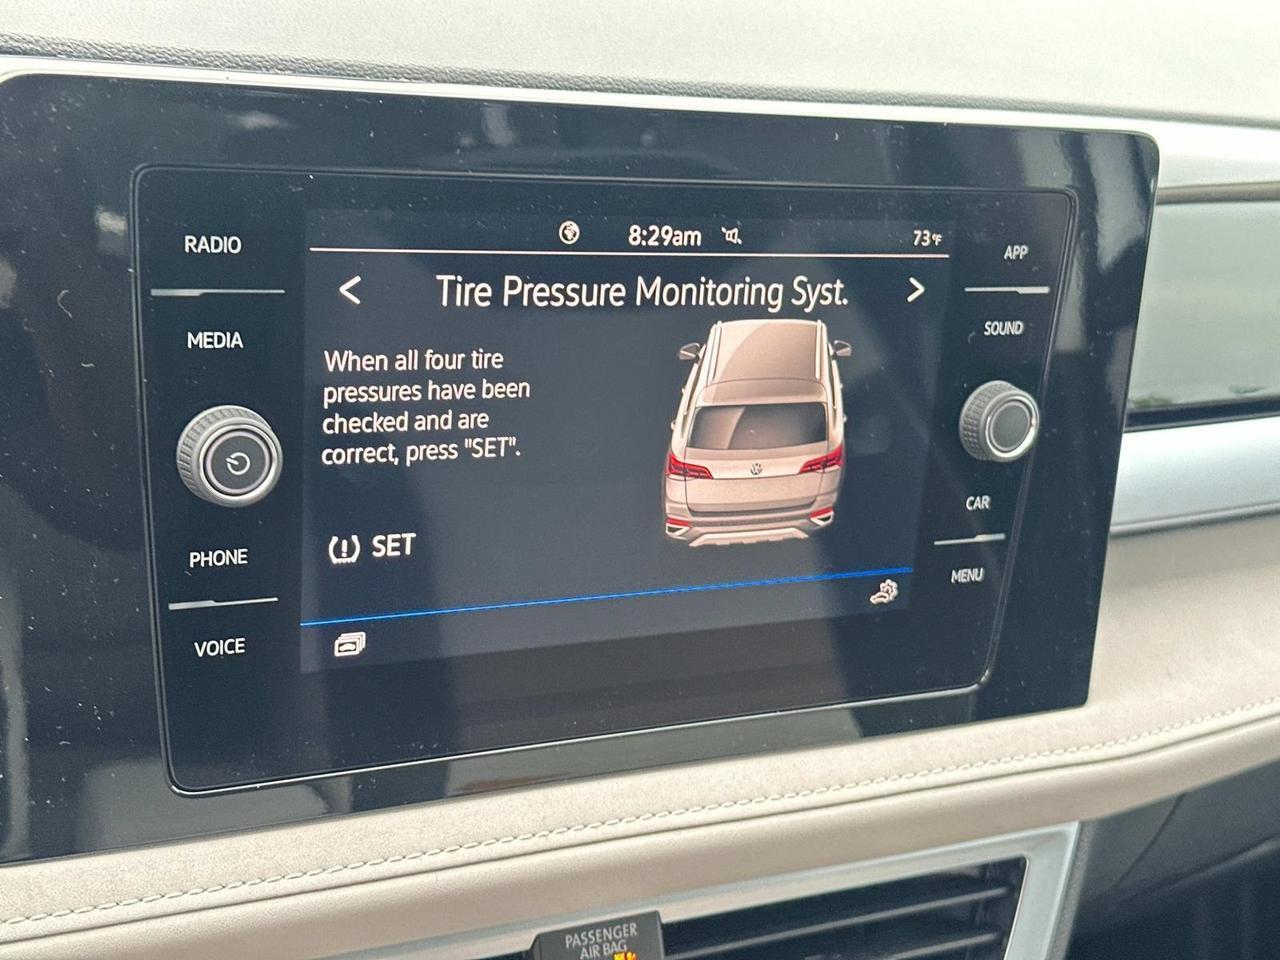 RADIO
MEDIA
PHONE
VOICE
8:29am
73°F
Tire Pressure Monitoring Syst.
When all four tire
pressures have been
checked and are
correct, press "SET".
(!) SET
APP
SOUND
CAR
MENU
PASSENGER
AIR BAG